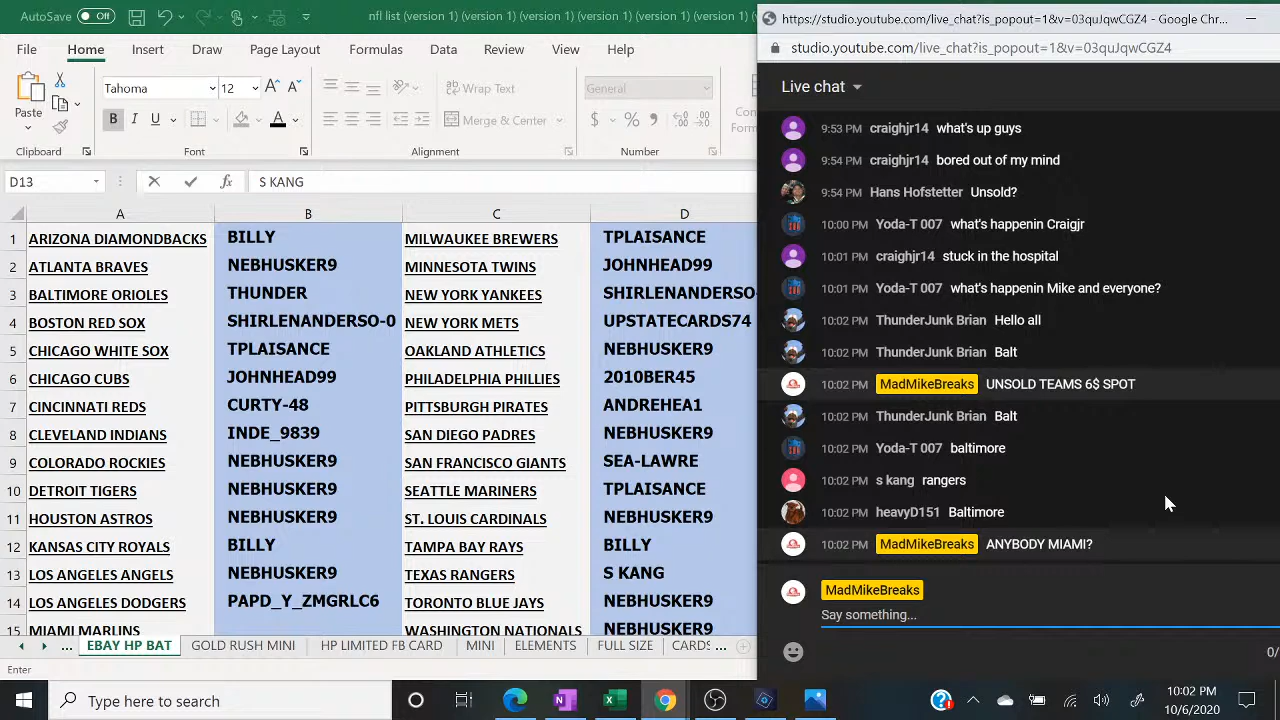 AutoSave Off nfl list (version 1) (version 1) (version 1) (version
https://studio.youtube.com/live_chat?is_popout=1&v=03quJqwCGZ4 - Google Chr...
studio.youtube.com/live_chat?is_popout=1&v=03quJqwCGZ4
File Home Insert Draw Page Layout Formulas Data Review View Help
Tahoma 12 Wrap Text General
Paste B I U Merge & Center $ %
Clipboard Font Alignment Number
D13 fx S KANG
A B C D
1 ARIZONA DIAMONDBACKS BILLY MILWAUKEE BREWERS TPLAISANCE
2 ATLANTA BRAVES NEBHUSKER9 MINNESOTA TWINS JOHNHEAD99
3 BALTIMORE ORIOLES THUNDER NEW YORK YANKEES SHIRLENANDERSO-
4 BOSTON RED SOX SHIRLENANDERSO-0 NEW YORK METS UPSTATECARDS74
5 CHICAGO WHITE SOX TPLAISANCE OAKLAND ATHLETICS NEBHUSKER9
6 CHICAGO CUBS JOHNHEAD99 PHILADELPHIA PHILLIES 2010BER45
7 CINCINNATI REDS CURTY-48 PITTSBURGH PIRATES ANDREHEA1
8 CLEVELAND INDIANS INDE_9839 SAN DIEGO PADRES NEBHUSKER9
9 COLORADO ROCKIES NEBHUSKER9 SAN FRANCISCO GIANTS SEA-LAWRE
10 DETROIT TIGERS NEBHUSKER9 SEATTLE MARINERS TPLAISANCE
11 HOUSTON ASTROS NEBHUSKER9 ST. LOUIS CARDINALS NEBHUSKER9
12 KANSAS CITY ROYALS BILLY TAMPA BAY RAYS BILLY
13 LOS ANGELES ANGELS NEBHUSKER9 TEXAS RANGERS S KANG
14 LOS ANGELES DODGERS PAPD_Y_ZMGRLC6 TORONTO BLUE JAYS NEBHUSKER9
15 MIAMI MARLINS WASHINGTON NATIONALS NEBHUSKER9
... EBAY HP BAT GOLD RUSH MINI HP LIMITED FB CARD MINI ELEMENTS FULL SIZE CARDS ...
Enter
Live chat
9:53 PM craighjr14 what's up guys
9:54 PM craighjr14 bored out of my mind
9:54 PM Hans Hofstetter Unsold?
10:00 PM Yoda-T 007 what's happenin Craigjr
10:01 PM craighjr14 stuck in the hospital
10:01 PM Yoda-T 007 what's happenin Mike and everyone?
10:02 PM ThunderJunk Brian Hello all
10:02 PM ThunderJunk Brian Balt
10:02 PM MadMikeBreaks UNSOLD TEAMS 6$ SPOT
10:02 PM ThunderJunk Brian Balt
10:02 PM Yoda-T 007 baltimore
10:02 PM s kang rangers
10:02 PM heavyD151 Baltimore
10:02 PM MadMikeBreaks ANYBODY MIAMI?
MadMikeBreaks
Say something...
0/
Type here to search
10:02 PM
10/6/2020